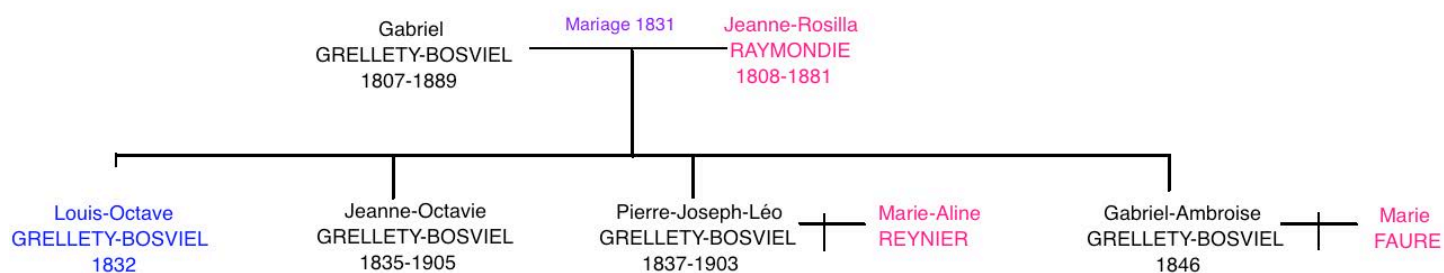 Gabriel
GRELLETY-BOSVIEL
1807-1889
Mariage 1831
Jeanne-Rosilla
RAYMONDIE
1808-1881
Louis-Octave
GRELLETY-BOSVIEL
1832
Jeanne-Octavie
GRELLETY-BOSVIEL
1835-1905
Pierre-Joseph-Léo
GRELLETY-BOSVIEL
1837-1903
Marie-Aline
REYNIER
Gabriel-Ambroise
GRELLETY-BOSVIEL
1846
Marie
FAURE